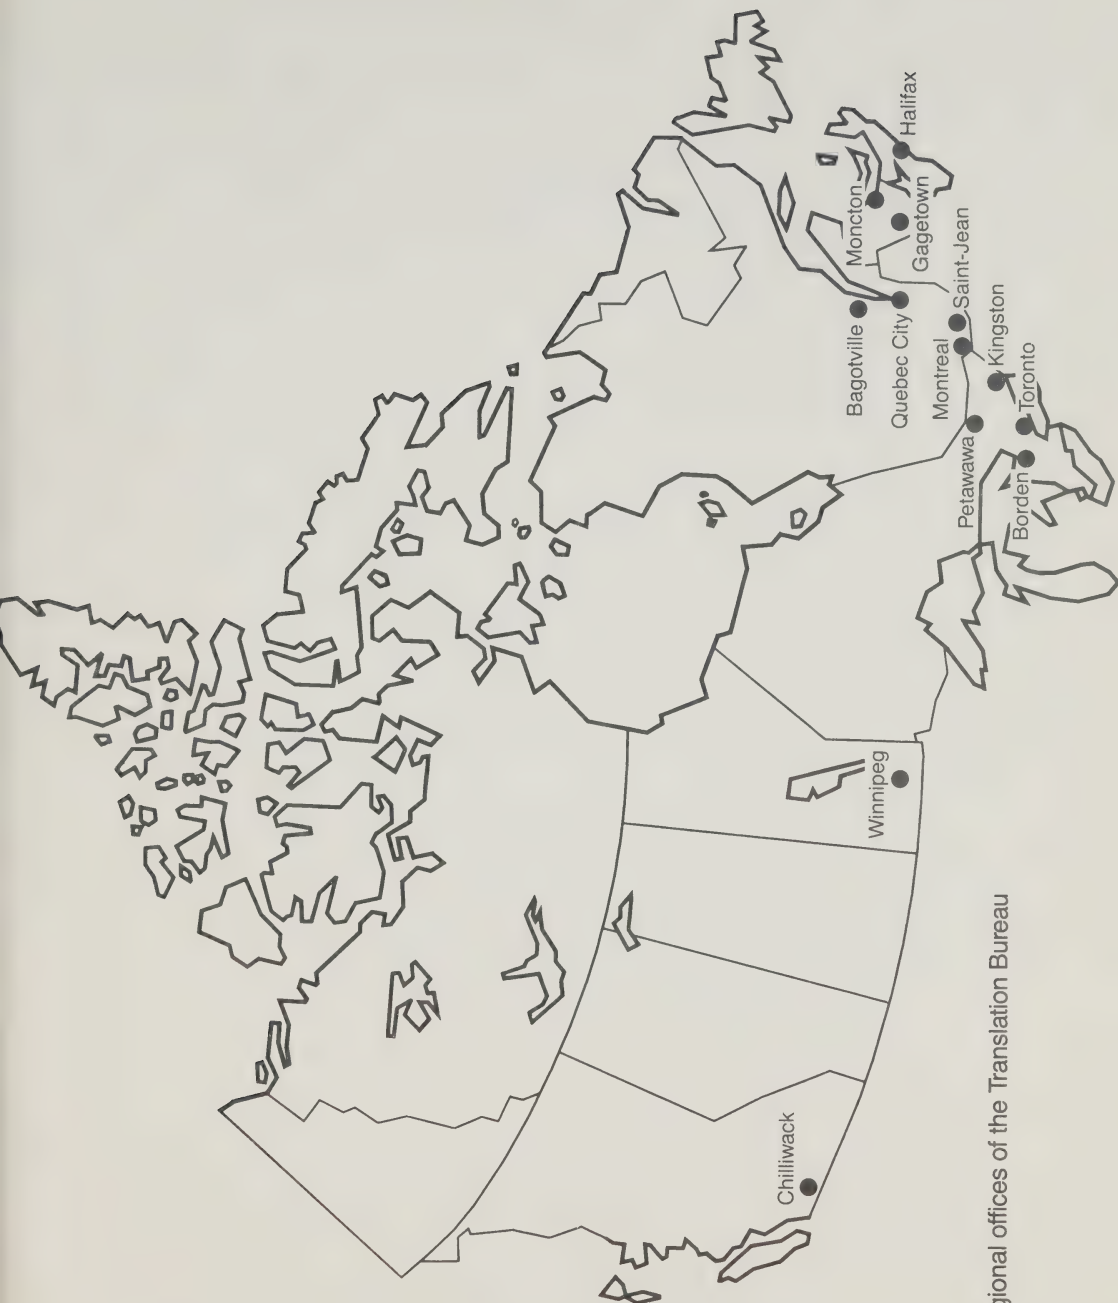 Chilliwack
Winnipeg
Bagotville
Quebec City
Montreal
Petawawa
Borden
Toronto
Kingston
Saint-Jean
Gagetown
Moncton
Halifax
gional offices of the Translation Bureau